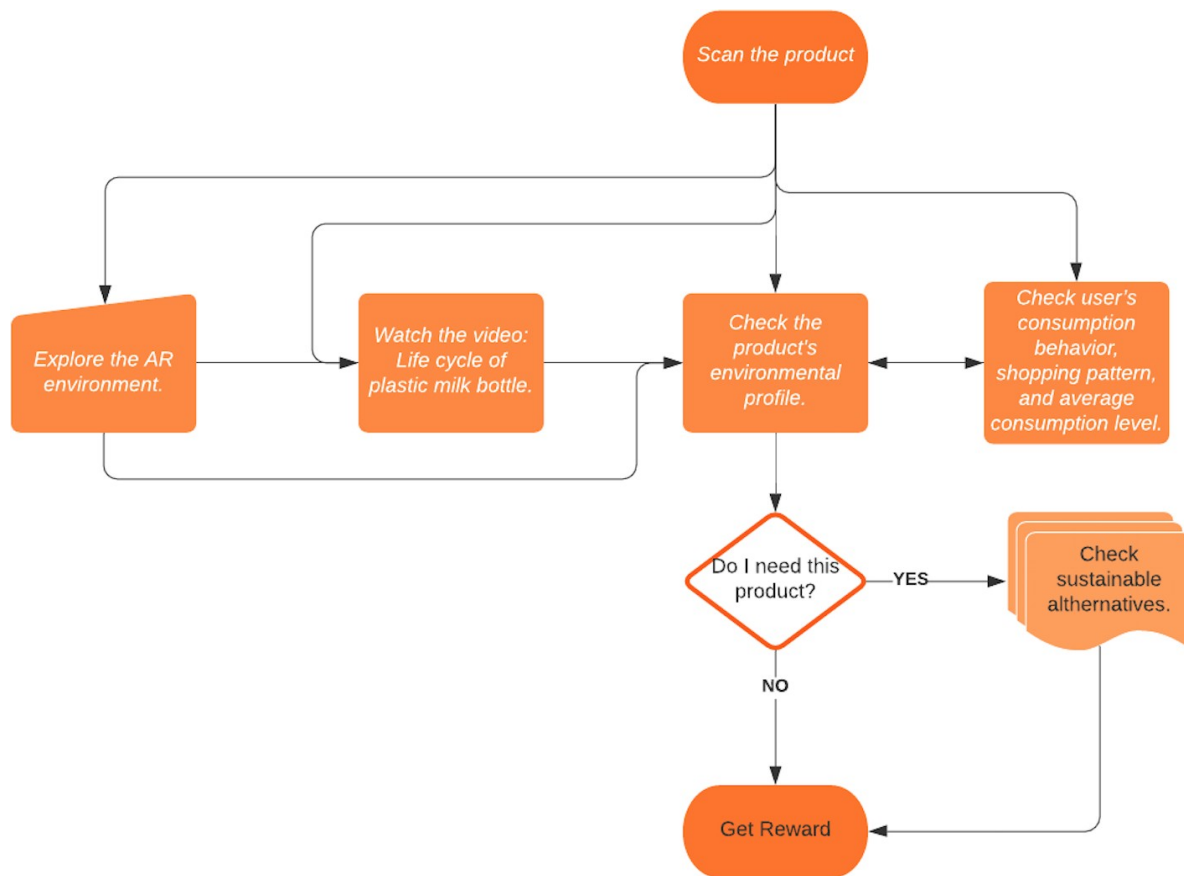 Scan the product
Explore the AR
environment.
Watch the video:
Life cycle of
plastic milk bottle.
Check the
product's
environmental
profile.
Check user’s
consumption
behavior,
shopping pattern,
and average
consumption level.
Do I need this
product?
YES
Check
sustainable
althernatives.
NO
Get Reward